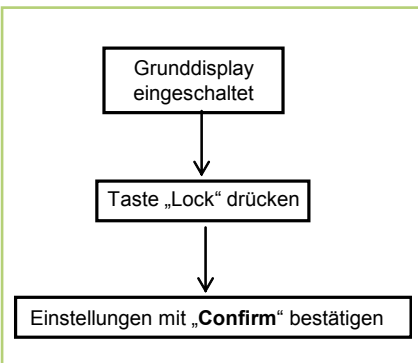 Grunddisplay
eingeschaltet
Taste „Lock“ drücken
Einstellungen mit „Confirm“ bestätigen